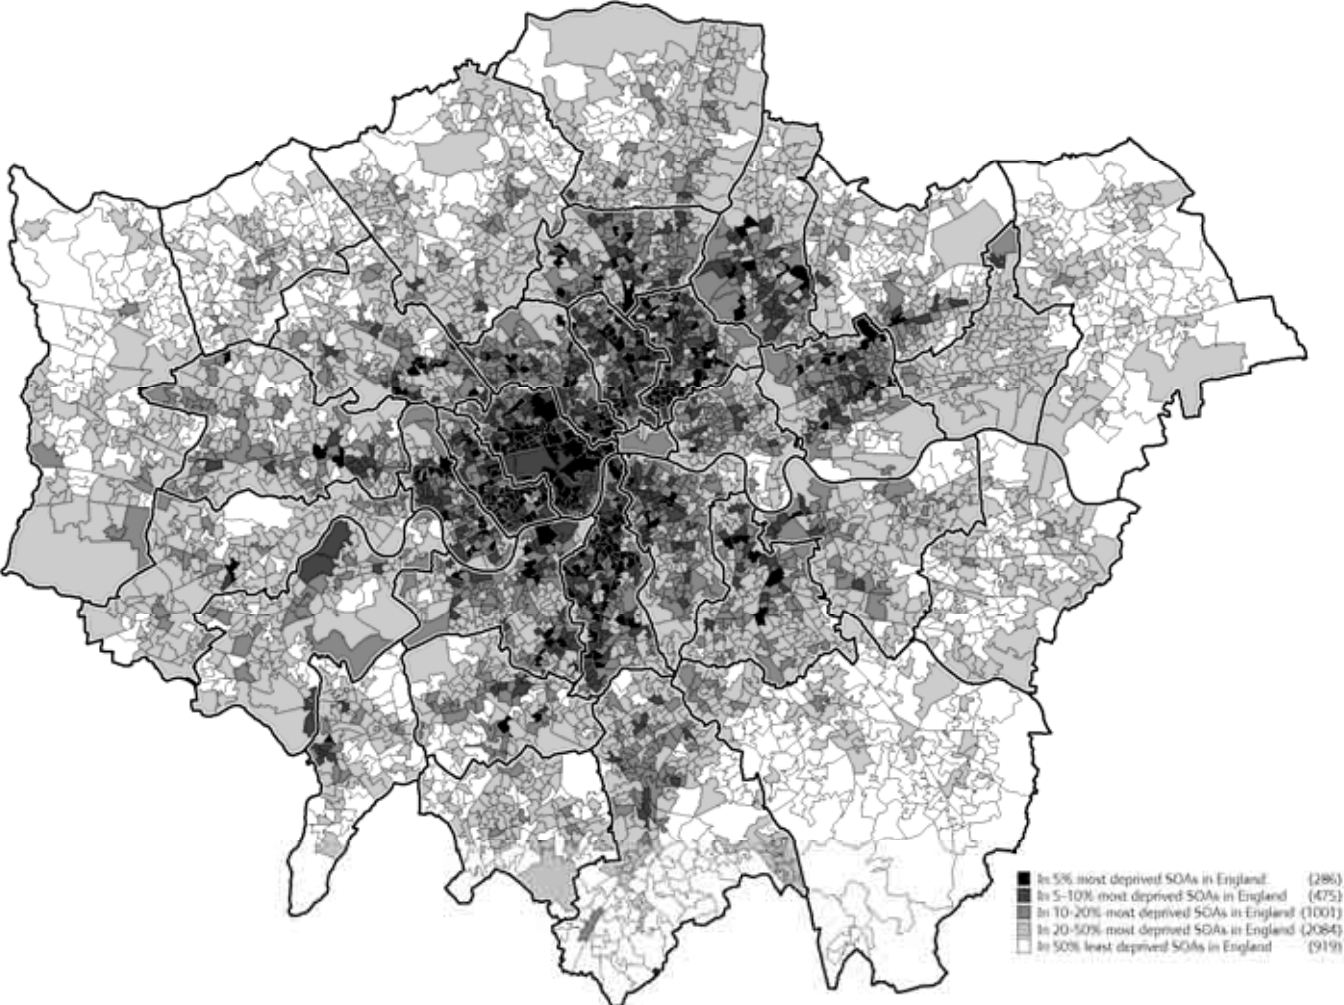 In 5% most deprived SOAs in England (286)
In 5-10% most deprived SOAs in England (475)
In 10-20% most deprived SOAs in England (1001)
In 20-50% most deprived SOAs in England (2084)
In 50% least deprived SOAs in England (919)